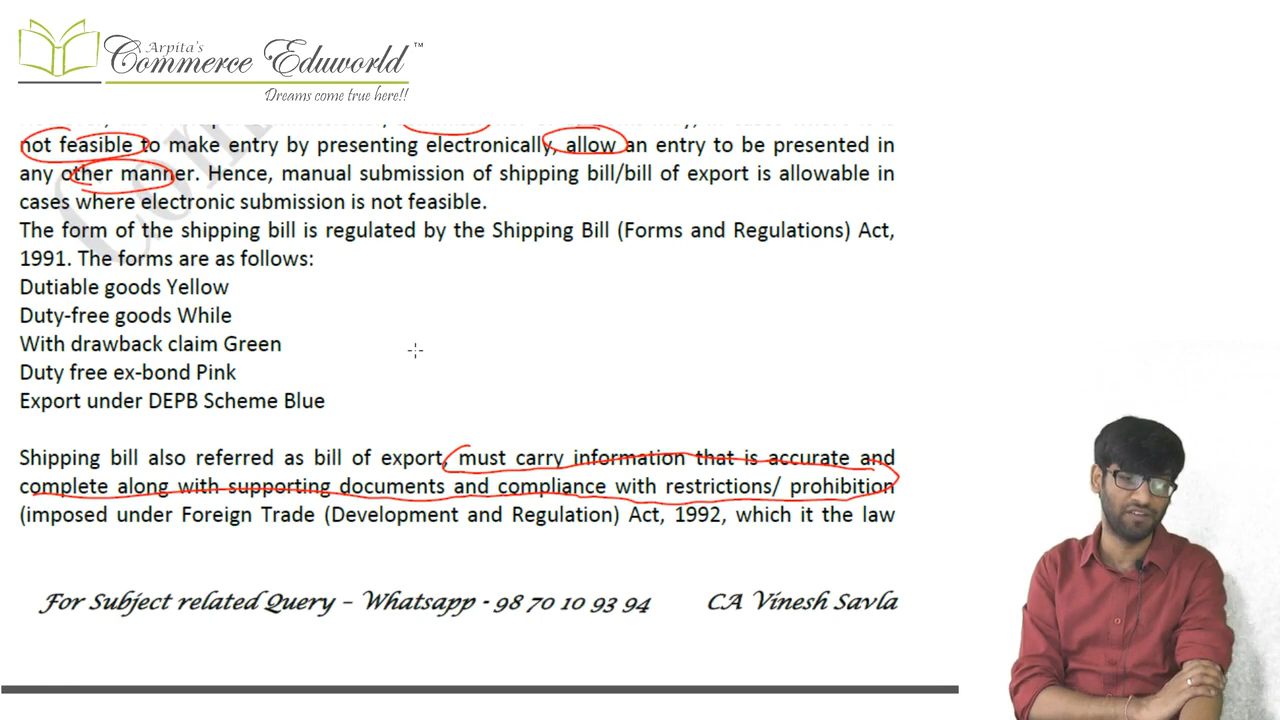 Arpita's
Commerce Eduworld™
Dreams come true here!!
not feasible to make entry by presenting electronically, allow an entry to be presented in
any other manner. Hence, manual submission of shipping bill/bill of export is allowable in
cases where electronic submission is not feasible.
The form of the shipping bill is regulated by the Shipping Bill (Forms and Regulations) Act,
1991. The forms are as follows:
Dutiable goods Yellow
Duty-free goods While
With drawback claim Green
Duty free ex-bond Pink
Export under DEPB Scheme Blue
Shipping bill also referred as bill of export, must carry information that is accurate and
complete along with supporting documents and compliance with restrictions/ prohibition
(imposed under Foreign Trade (Development and Regulation) Act, 1992, which it the law
For Subject related Query – Whatsapp - 98 70 10 93 94 CA Vinesh Savla